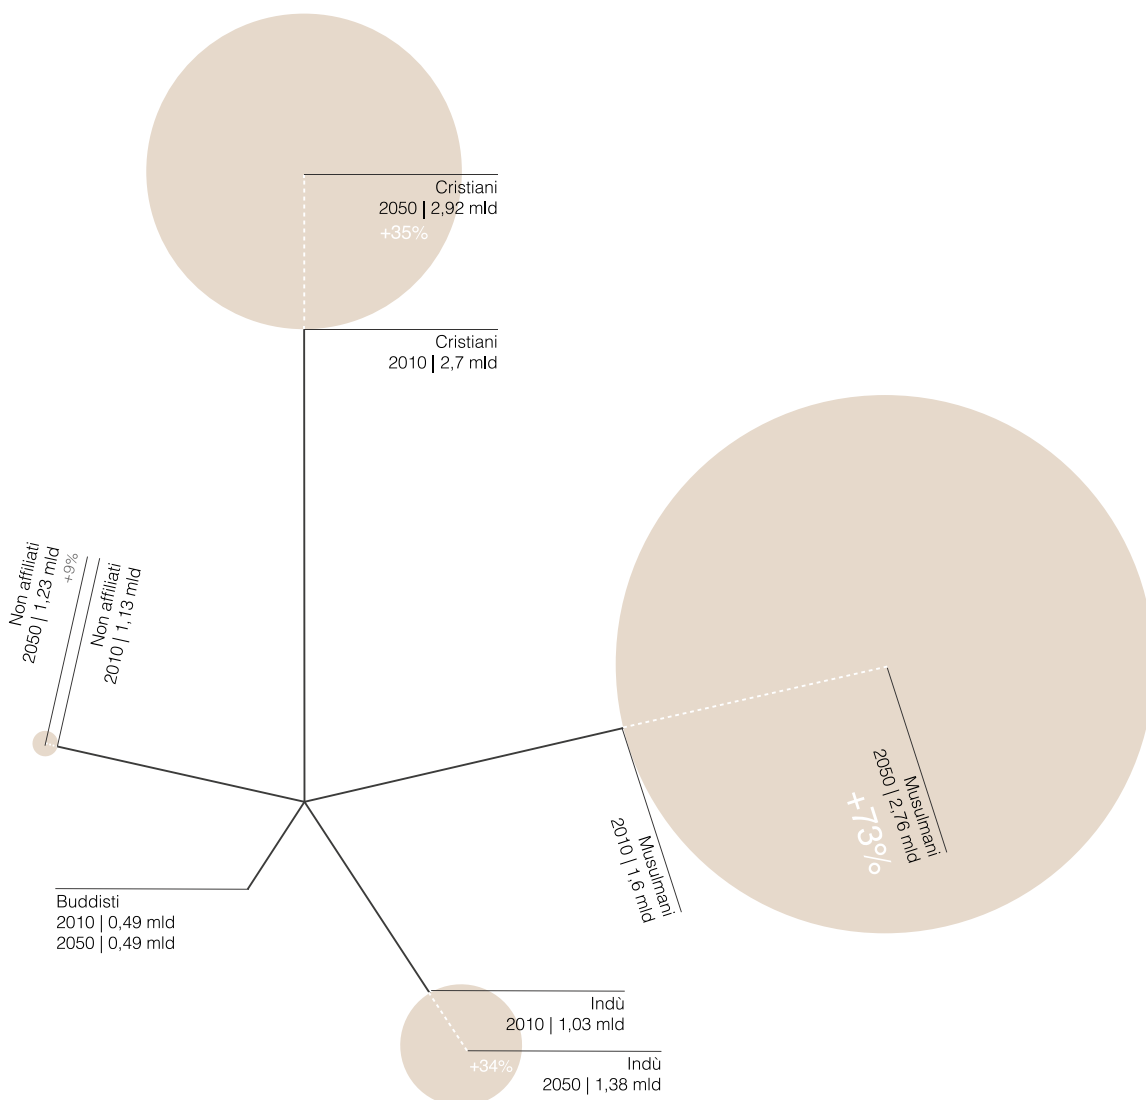 Cristiani
2050 | 2,92 mld
+35%
Cristiani
2010 | 2,7 mld
Non affiliati
2050 | 1,23 mld
+9%
Non affiliati
2010 | 1,13 mld
Musulmani
2050 | 2,76 mld
+73%
Musulmani
2010 | 1,6 mld
Buddisti
2010 | 0,49 mld
2050 | 0,49 mld
Indù
2010 | 1,03 mld
+34%
Indù
2050 | 1,38 mld